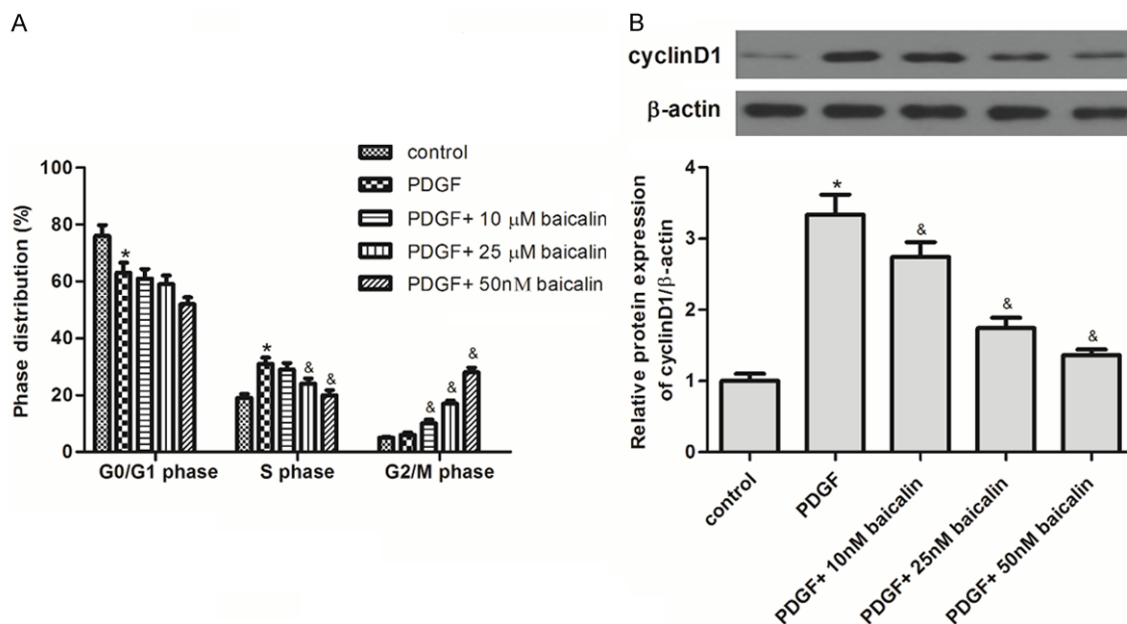 A
100
80
60
40
20
0
Phase distribution (%)
*
*
&
&
&
&
&
G0/G1 phase
S phase
G2/M phase
control
PDGF
PDGF+ 10 μM baicalin
PDGF+ 25 μM baicalin
PDGF+ 50nM baicalin
B
cyclinD1
β-actin
4
3
2
1
0
Relative protein expression
of cyclinD1/β-actin
*
&
&
&
control
PDGF
PDGF+ 10nM baicalin
PDGF+ 25nM baicalin
PDGF+ 50nM baicalin